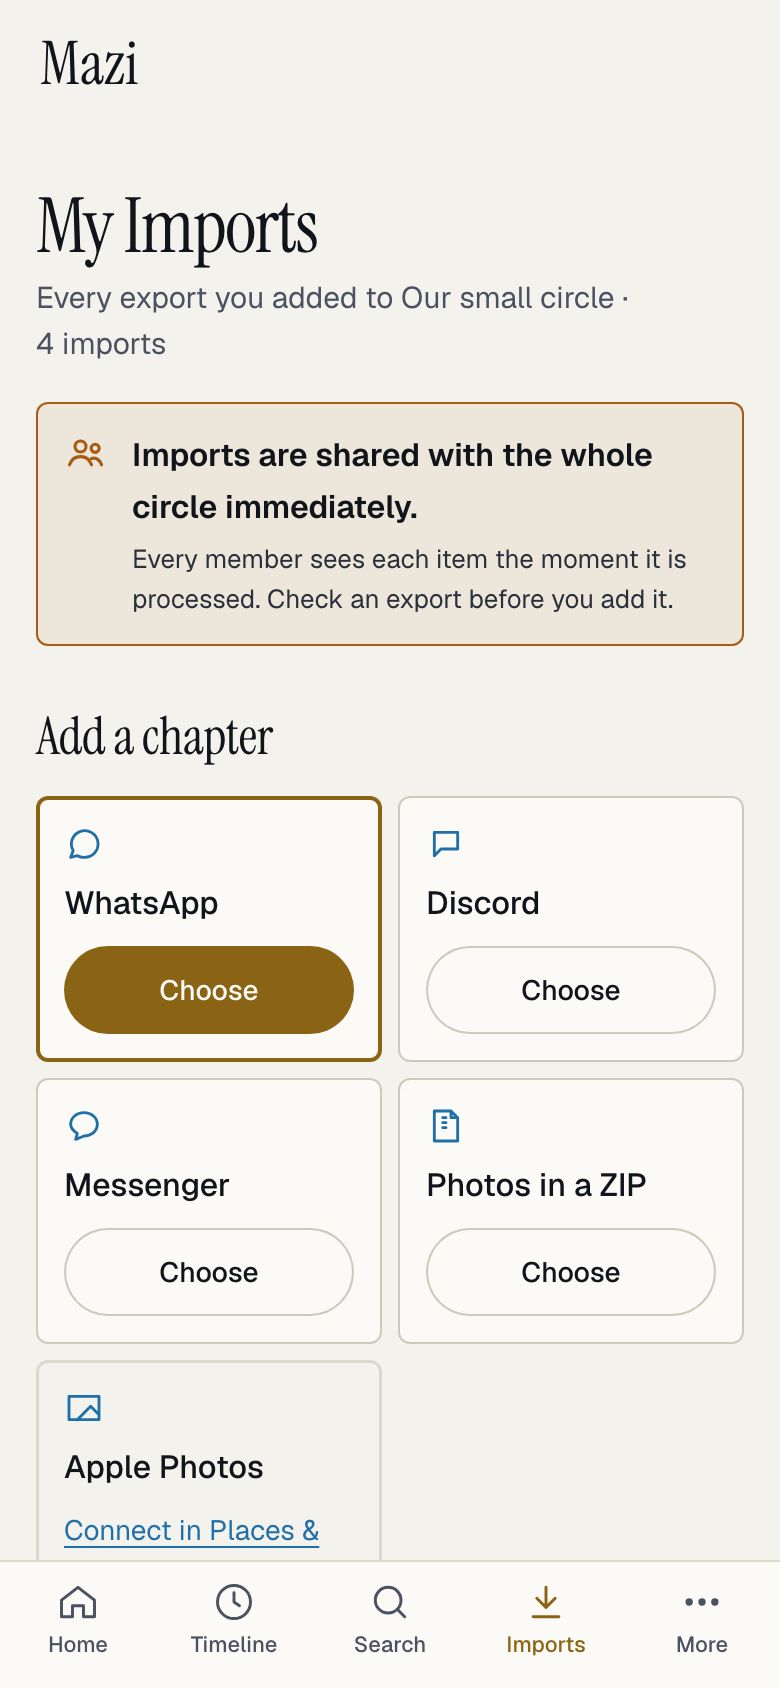 Mazi
My Imports
Every export you added to Our small circle ·
4 imports
Imports are shared with the whole
circle immediately.
Every member sees each item the moment it is
processed. Check an export before you add it.
Add a chapter
WhatsApp
Choose
Discord
Choose
Messenger
Choose
Photos in a ZIP
Choose
Apple Photos
Connect in Places &
Home
Timeline
Search
Imports
More